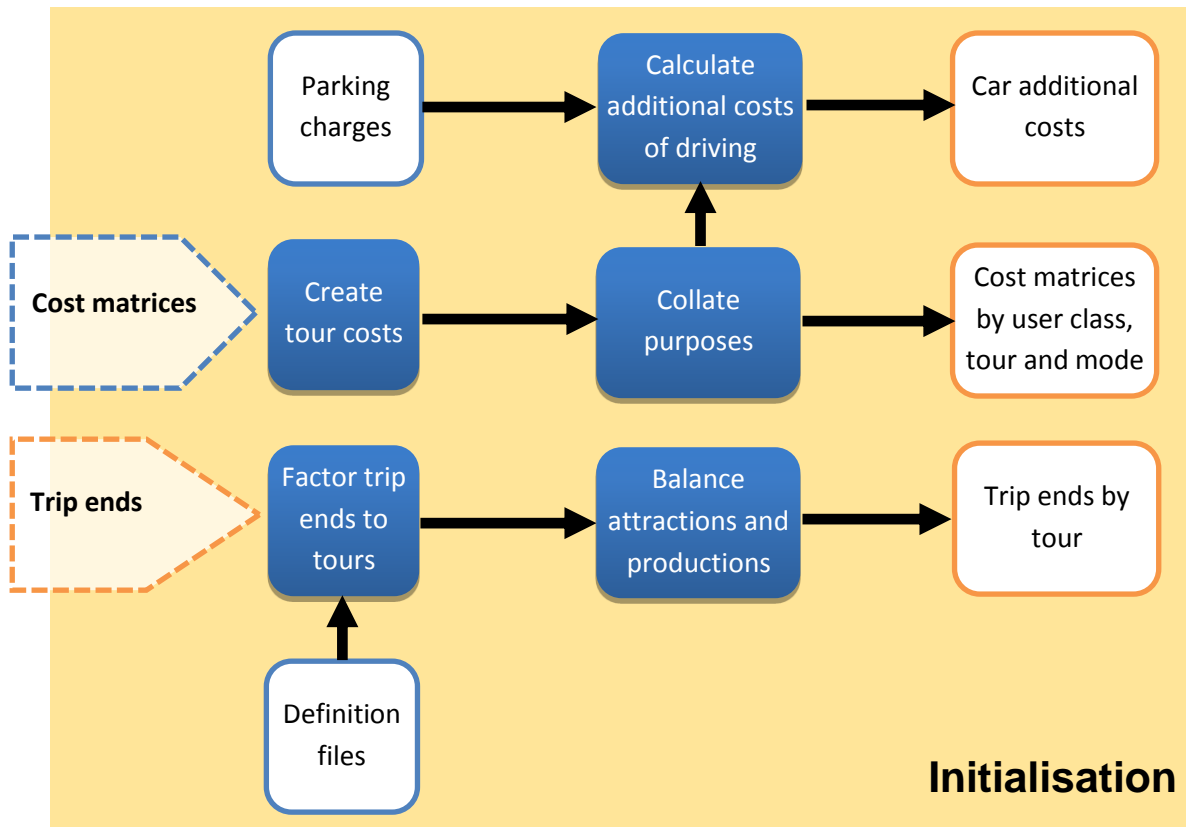 Parking
charges
Calculate
additional costs
of driving
Car additional
costs
Cost matrices
Create
tour costs
Collate
purposes
Cost matrices
by user class,
tour and mode
Trip ends
Factor trip
ends to
tours
Balance
attractions and
productions
Trip ends by
tour
Definition
files
Initialisation